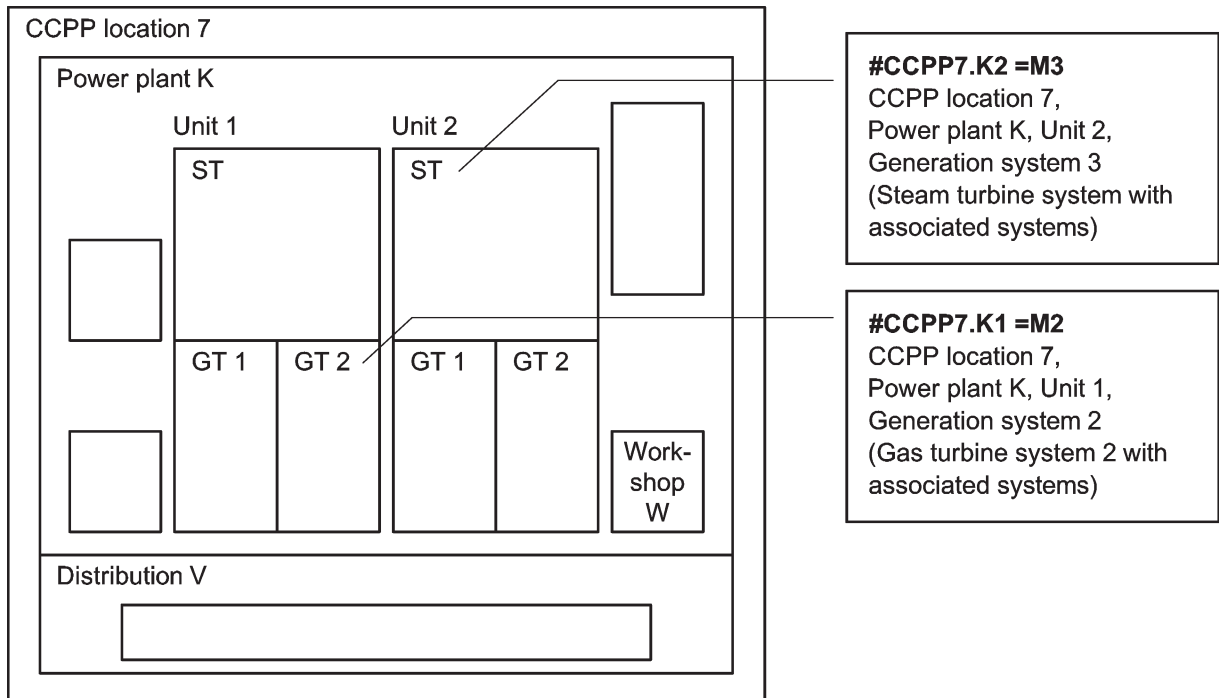 CCPP location 7
Power plant K
Unit 1
Unit 2
ST
ST
GT 1
GT 2
GT 1
GT 2
Work-
shop
W
Distribution V
#CCPP7.K2 =M3
CCPP location 7,
Power plant K, Unit 2,
Generation system 3
(Steam turbine system with
associated systems)
#CCPP7.K1 =M2
CCPP location 7,
Power plant K, Unit 1,
Generation system 2
(Gas turbine system 2 with
associated systems)